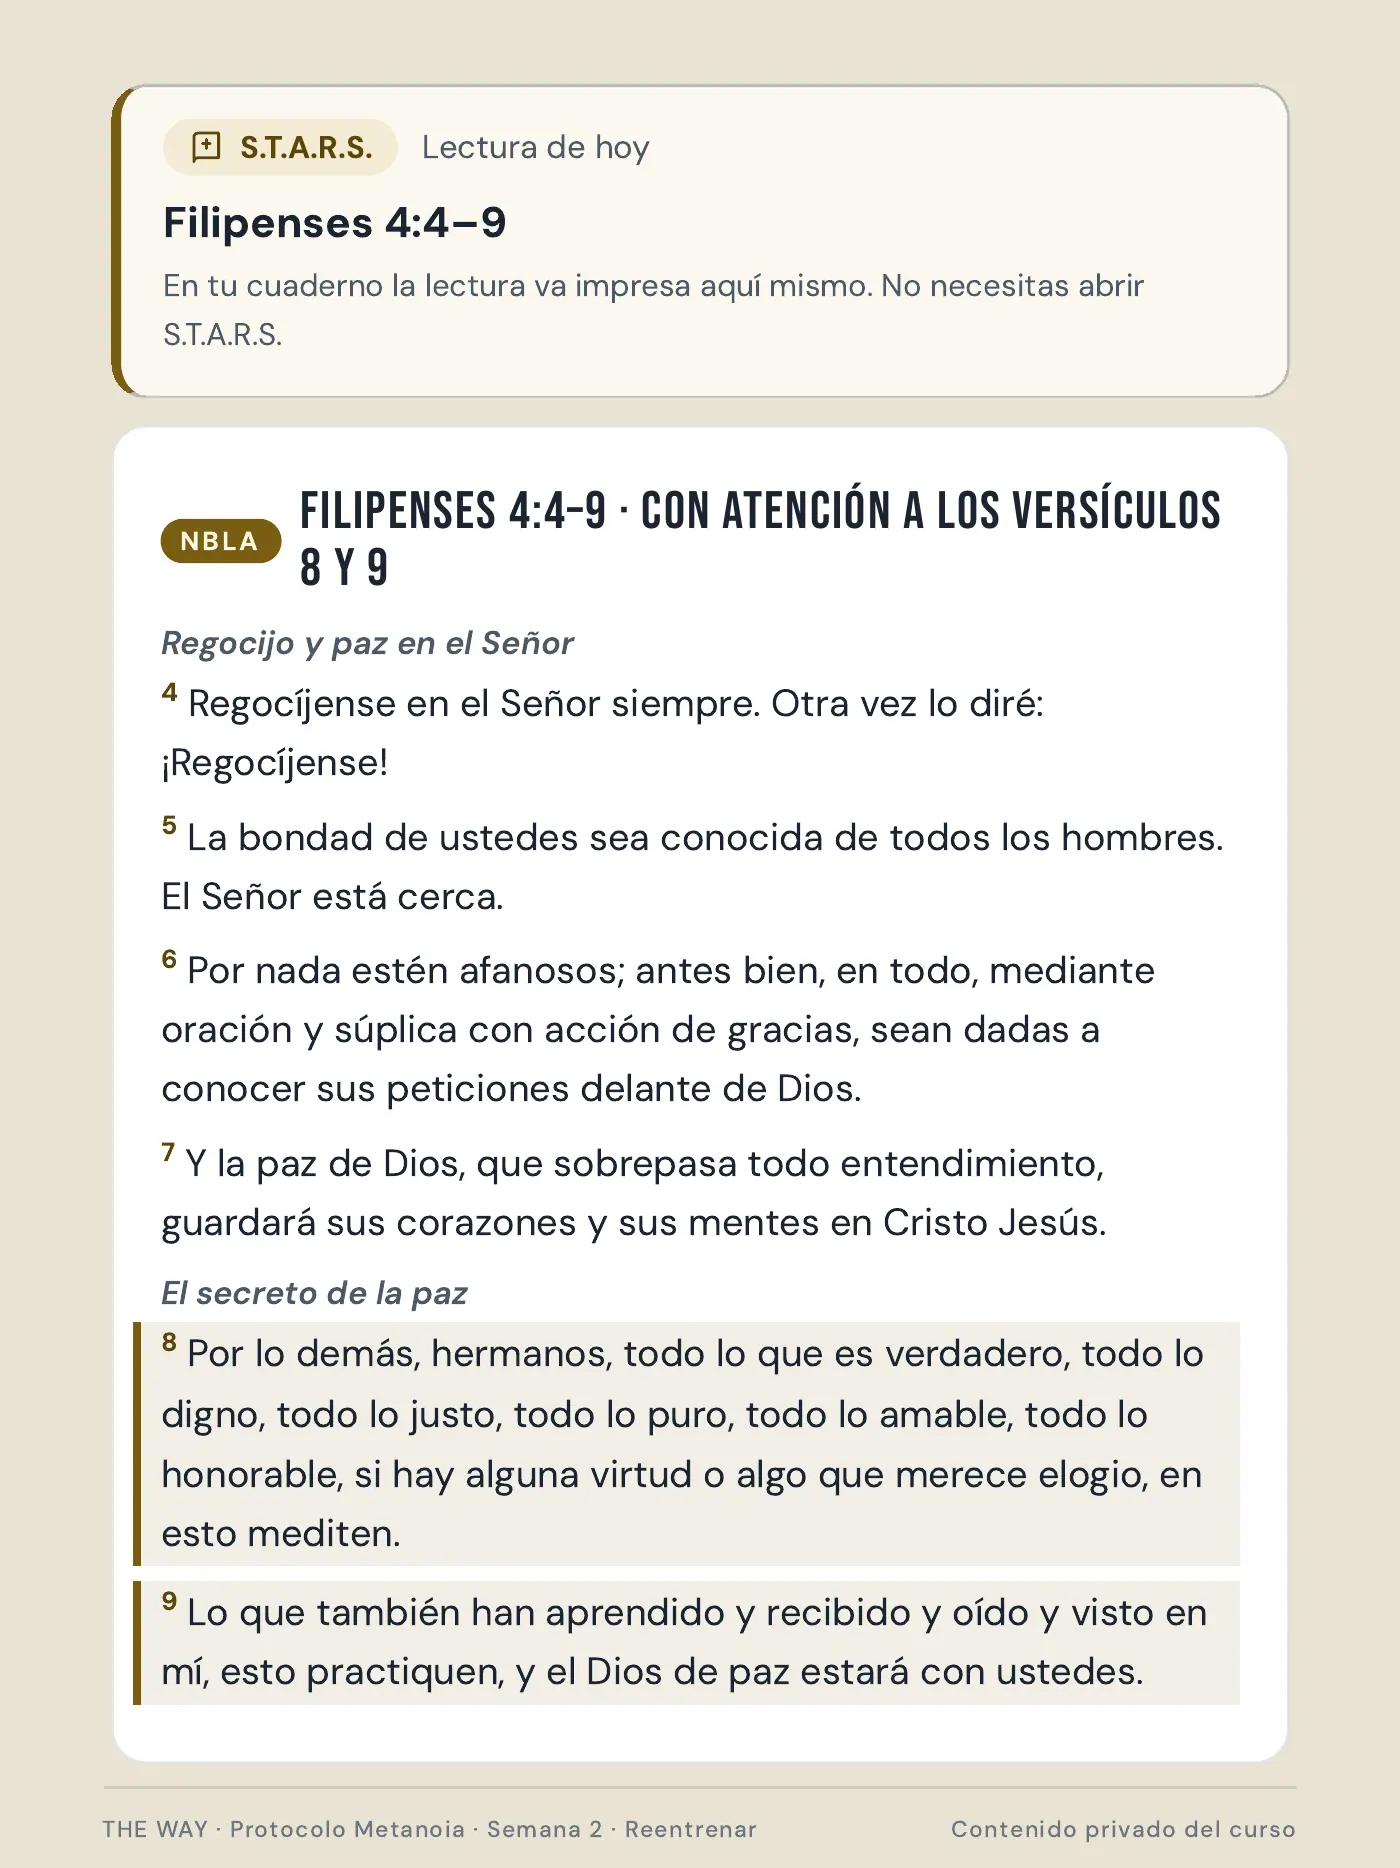 S.T.A.R.S. Lectura de hoy
Filipenses 4:4–9
En tu cuaderno la lectura va impresa aquí mismo. No necesitas abrir
S.T.A.R.S.
NBLA
FILIPENSES 4:4–9 · CON ATENCIÓN A LOS VERSÍCULOS
8 Y 9
Regocijo y paz en el Señor
4 Regocíjense en el Señor siempre. Otra vez lo diré:
¡Regocíjense!
5 La bondad de ustedes sea conocida de todos los hombres.
El Señor está cerca.
6 Por nada estén afanosos; antes bien, en todo, mediante
oración y súplica con acción de gracias, sean dadas a
conocer sus peticiones delante de Dios.
7 Y la paz de Dios, que sobrepasa todo entendimiento,
guardará sus corazones y sus mentes en Cristo Jesús.
El secreto de la paz
8 Por lo demás, hermanos, todo lo que es verdadero, todo lo
digno, todo lo justo, todo lo puro, todo lo amable, todo lo
honorable, si hay alguna virtud o algo que merece elogio, en
esto mediten.
9 Lo que también han aprendido y recibido y oído y visto en
mí, esto practiquen, y el Dios de paz estará con ustedes.
THE WAY · Protocolo Metanoia · Semana 2 · Reentrenar
Contenido privado del curso